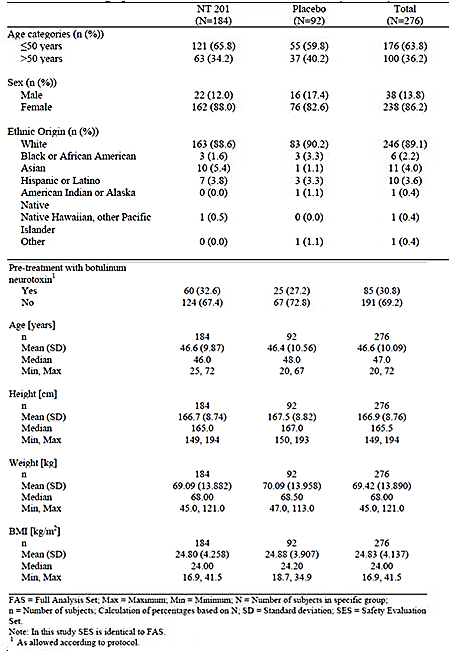 NT 201 Placebo Total
(N=184) (N=92) (N=276)
Age categories (n (%))
≤50 years 121 (65.8) 55 (59.8) 176 (63.8)
>50 years 63 (34.2) 37 (40.2) 100 (36.2)
Sex (n (%))
Male 22 (12.0) 16 (17.4) 38 (13.8)
Female 162 (88.0) 76 (82.6) 238 (86.2)
Ethnic Origin (n (%))
White 163 (88.6) 83 (90.2) 246 (89.1)
Black or African American 3 (1.6) 3 (3.3) 6 (2.2)
Asian 10 (5.4) 1 (1.1) 11 (4.0)
Hispanic or Latino 7 (3.8) 3 (3.3) 10 (3.6)
American Indian or Alaska 0 (0.0) 1 (1.1) 1 (0.4)
Native
Native Hawaiian, other Pacific 1 (0.5) 0 (0.0) 1 (0.4)
Islander
Other 0 (0.0) 1 (1.1) 1 (0.4)
Pre-treatment with botulinum
neurotoxin¹
Yes 60 (32.6) 25 (27.2) 85 (30.8)
No 124 (67.4) 67 (72.8) 191 (69.2)
Age [years]
n 184 92 276
Mean (SD) 46.6 (9.87) 46.4 (10.56) 46.6 (10.09)
Median 46.0 48.0 47.0
Min, Max 25, 72 20, 67 20, 72
Height [cm]
n 184 92 276
Mean (SD) 166.7 (8.74) 167.5 (8.82) 166.9 (8.76)
Median 165.0 167.0 165.5
Min, Max 149, 194 150, 193 149, 194
Weight [kg]
n 184 92 276
Mean (SD) 69.09 (13.882) 70.09 (13.958) 69.42 (13.890)
Median 68.00 68.50 68.00
Min, Max 45.0, 121.0 47.0, 113.0 45.0, 121.0
BMI [kg/m²]
n 184 92 276
Mean (SD) 24.80 (4.258) 24.88 (3.907) 24.83 (4.137)
Median 24.00 24.20 24.00
Min, Max 16.9, 41.5 18.7, 34.9 16.9, 41.5
FAS = Full Analysis Set; Max = Maximum; Min = Minimum; N = Number of subjects in specific group;
n = Number of subjects; Calculation of percentages based on N; SD = Standard deviation; SES = Safety Evaluation
Set.
Note: In this study SES is identical to FAS.
¹ As allowed according to protocol.